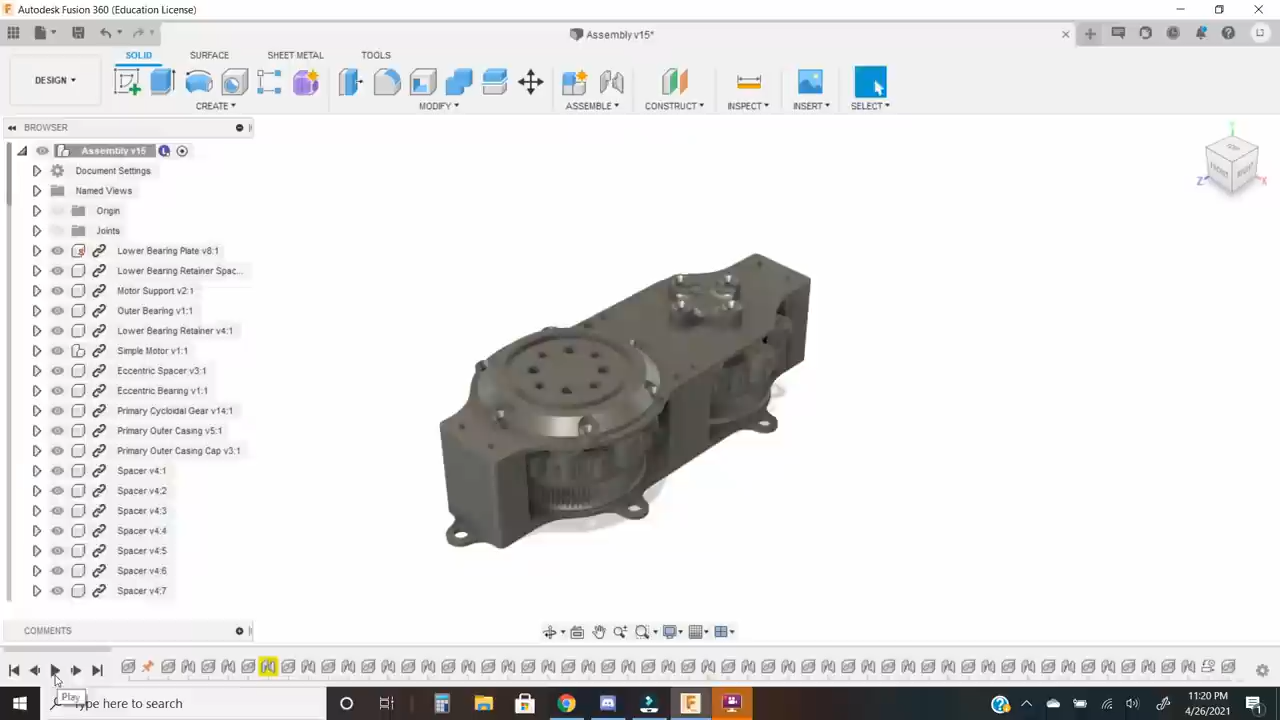 Autodesk Fusion 360 (Education License)
Assembly v15*
DESIGN
SOLID
SURFACE
SHEET METAL
TOOLS
CREATE
MODIFY
ASSEMBLE
CONSTRUCT
INSPECT
INSERT
SELECT
BROWSER
Assembly v15
Document Settings
Named Views
Origin
Joints
Lower Bearing Plate v8:1
Lower Bearing Retainer Spac...
Motor Support v2:1
Outer Bearing v1:1
Lower Bearing Retainer v4:1
Simple Motor v1:1
Eccentric Spacer v3:1
Eccentric Bearing v1:1
Primary Cycloidal Gear v14:1
Primary Outer Casing v5:1
Primary Outer Casing Cap v3:1
Spacer v4:1
Spacer v4:2
Spacer v4:3
Spacer v4:4
Spacer v4:5
Spacer v4:6
Spacer v4:7
TOP
FRONT
RIGHT
Z
X
COMMENTS
Play
Type here to search
11:20 PM
4/26/2021